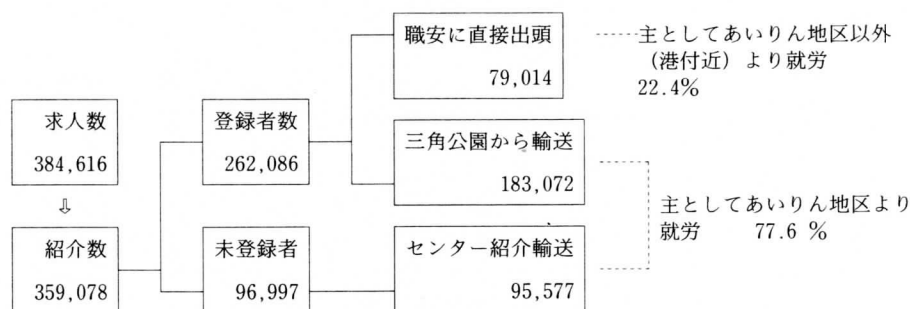 職安に直接出頭
79,014
主としてあいりん地区以外
（港付近）より就労
22.4%
求人数
384,616
⇩
登録者数
262,086
三角公園から輸送
183,072
主としてあいりん地区より
就労 77.6 %
紹介数
359,078
未登録者
96,997
センター紹介輸送
95,577